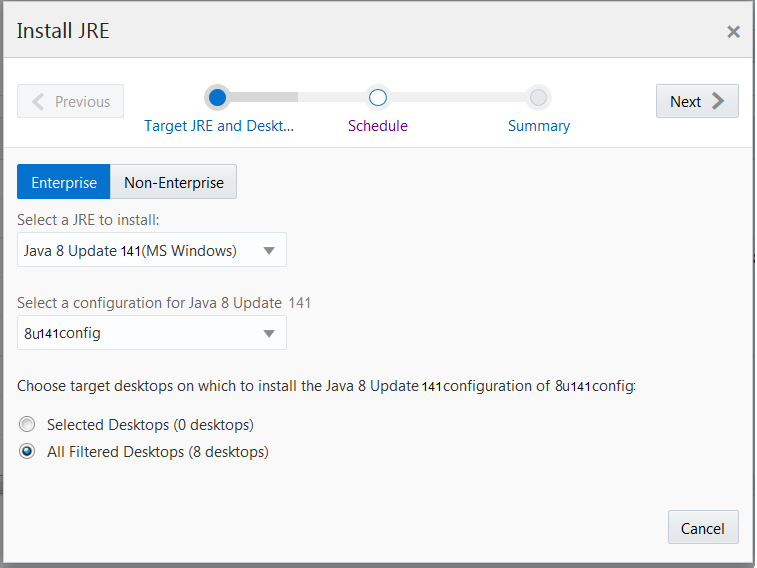 Install JRE
Previous
Next
Target JRE and Deskt...
Schedule
Summary
Enterprise
Non-Enterprise
Select a JRE to install:
Java 8 Update 141(MS Windows)
Select a configuration for Java 8 Update 141
8u141config
Choose target desktops on which to install the Java 8 Update 141configuration of 8u141config:
Selected Desktops (0 desktops)
All Filtered Desktops (8 desktops)
Cancel